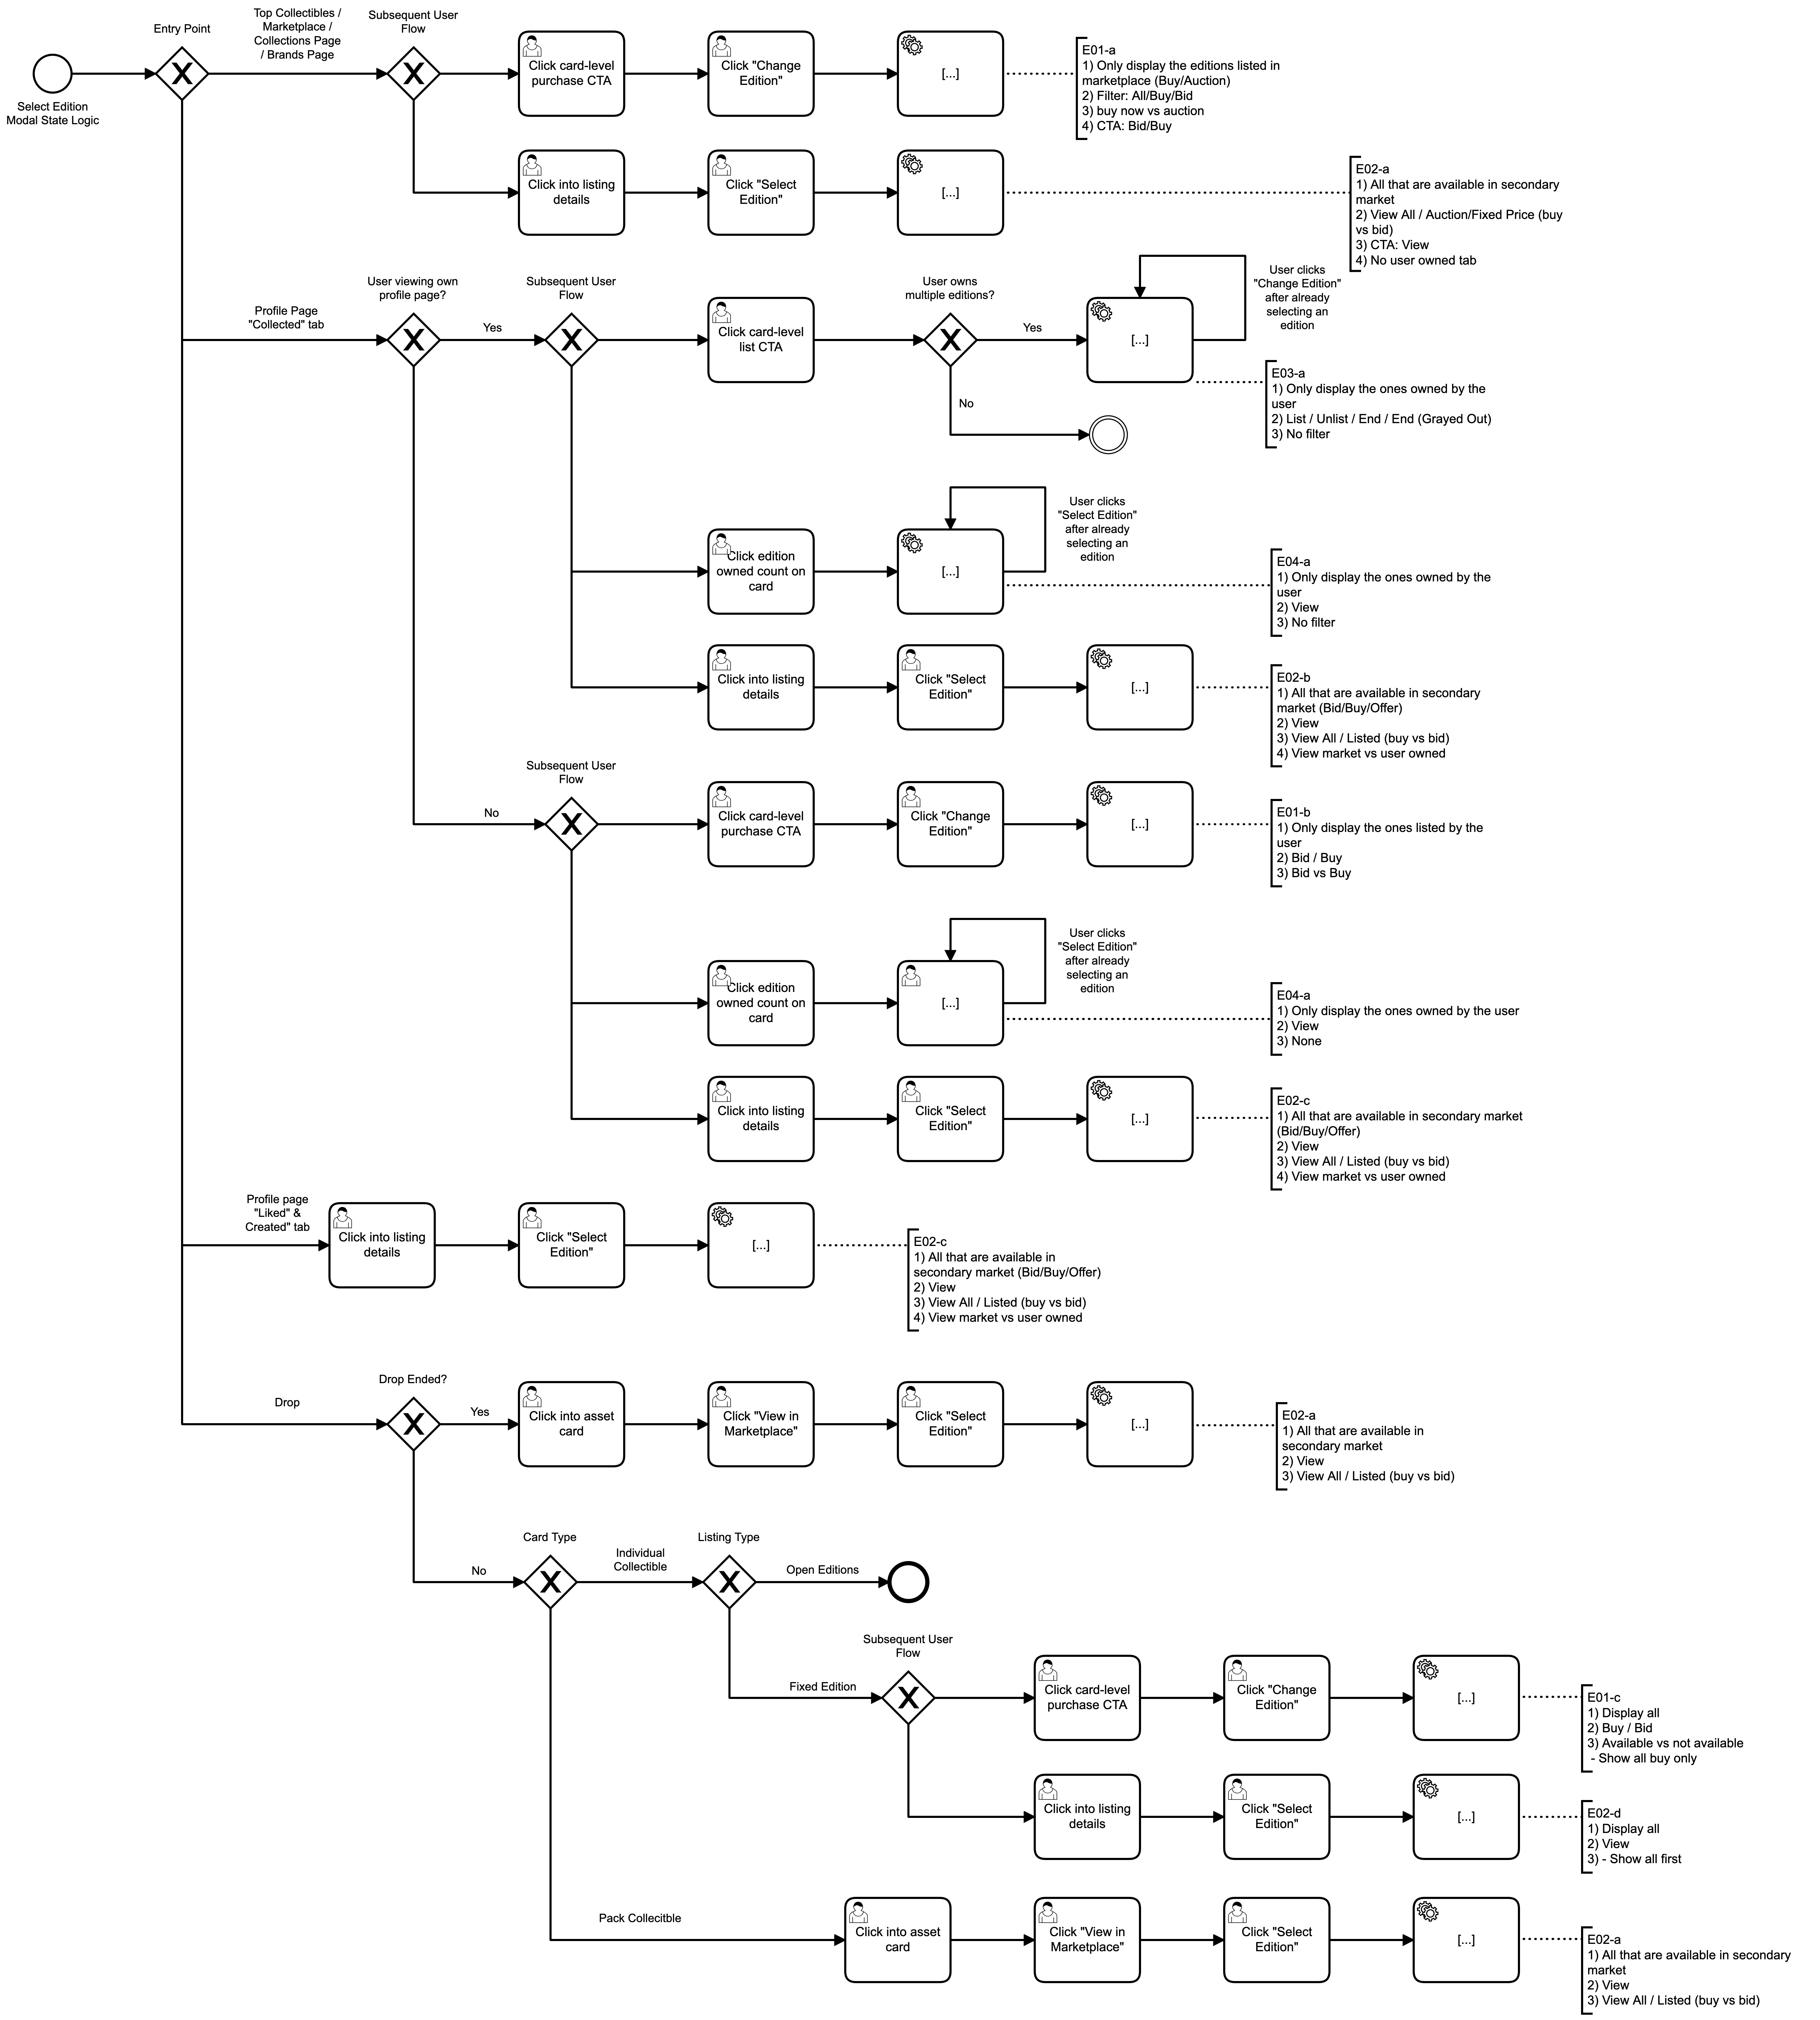 Entry Point
Top Collectibles /
Marketplace /
Collections Page
/ Brands Page
Subsequent User
Flow
Select Edition
Modal State Logic
Click card-level
purchase CTA
Click "Change
Edition"
[...]
E01-a
1) Only display the editions listed in
marketplace (Buy/Auction)
2) Filter: All/Buy/Bid
3) buy now vs auction
4) CTA: Bid/Buy
Click into listing
details
Click "Select
Edition"
[...]
E02-a
1) All that are available in secondary
market
2) View All / Auction/Fixed Price (buy
vs bid)
3) CTA: View
4) No user owned tab
Profile Page
"Collected" tab
User viewing own
profile page?
Yes
Subsequent User
Flow
Click card-level
list CTA
User owns
multiple editions?
Yes
[...]
User clicks
"Change Edition"
after already
selecting an
edition
No
E03-a
1) Only display the ones owned by the
user
2) List / Unlist / End / End (Grayed Out)
3) No filter
Click edition
owned count on
card
[...]
User clicks
"Select Edition"
after already
selecting an
edition
E04-a
1) Only display the ones owned by the
user
2) View
3) No filter
Click into listing
details
Click "Select
Edition"
[...]
E02-b
1) All that are available in secondary
market (Bid/Buy/Offer)
2) View
3) View All / Listed (buy vs bid)
4) View market vs user owned
No
Subsequent User
Flow
Click card-level
purchase CTA
Click "Change
Edition"
[...]
E01-b
1) Only display the ones listed by the
user
2) Bid / Buy
3) Bid vs Buy
Click edition
owned count on
card
[...]
User clicks
"Select Edition"
after already
selecting an
edition
E04-a
1) Only display the ones owned by the user
2) View
3) None
Click into listing
details
Click "Select
Edition"
[...]
E02-c
1) All that are available in secondary market
(Bid/Buy/Offer)
2) View
3) View All / Listed (buy vs bid)
4) View market vs user owned
Profile page
"Liked" &
Created" tab
Click into listing
details
Click "Select
Edition"
[...]
E02-c
1) All that are available in
secondary market (Bid/Buy/Offer)
2) View
3) View All / Listed (buy vs bid)
4) View market vs user owned
Drop
Drop Ended?
Yes
Click into asset
card
Click "View in
Marketplace"
Click "Select
Edition"
[...]
E02-a
1) All that are available in
secondary market
2) View
3) View All / Listed (buy vs bid)
No
Card Type
Individual
Collectible
Listing Type
Open Editions
Fixed Edition
Subsequent User
Flow
Click card-level
purchase CTA
Click "Change
Edition"
[...]
E01-c
1) Display all
2) Buy / Bid
3) Available vs not available
- Show all buy only
Click into listing
details
Click "Select
Edition"
[...]
E02-d
1) Display all
2) View
3) - Show all first
Pack Collecitble
Click into asset
card
Click "View in
Marketplace"
Click "Select
Edition"
[...]
E02-a
1) All that are available in secondary
market
2) View
3) View All / Listed (buy vs bid)